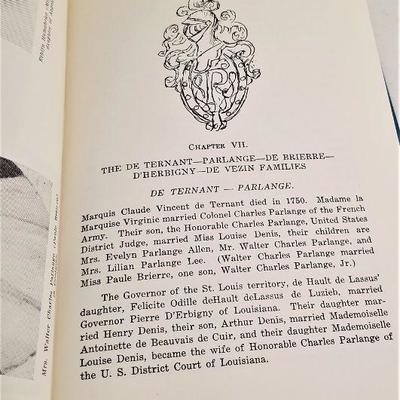 CHAPTER VII.
THE DE TERNANT—PARLANGE—DE BRIERRE—
D'HERBIGNY—DE VEZIN FAMILIES
DE TERNANT — PARLANGE.
Marquis Claude Vincent de Ternant died in 1750. Madame la
Marquise Virginie married Colonel Charles Parlange of the French
Army. Their son, the Honorable Charles Parlange, United States
District Judge, married Miss Louise Denis, their children are
Mrs. Evelyn Parlange Allen, Mr. Walter Charles Parlange, and
Mrs. Lilian Parlange Lee. (Walter Charles Parlange married
Miss Paule Brierre, one son, Walter Charles Parlange, Jr.)
The Governor of the St. Louis territory, de Hault de Lassus'
daughter, Felicite Odille deHault deLassus de Luzieb, married
Governor Pierre D'Erbigny of Louisiana. Their daughter mar-
ried Henry Denis, their son, Arthur Denis, married Mademoiselle
Antoinette de Beauvais de Cuir, and their daughter Mademoiselle
Louise Denis, became the wife of Honorable Charles Parlange of
the U. S. District Court of Louisiana.
Mrs. Walter Charles Parlange (Paule Brierre)